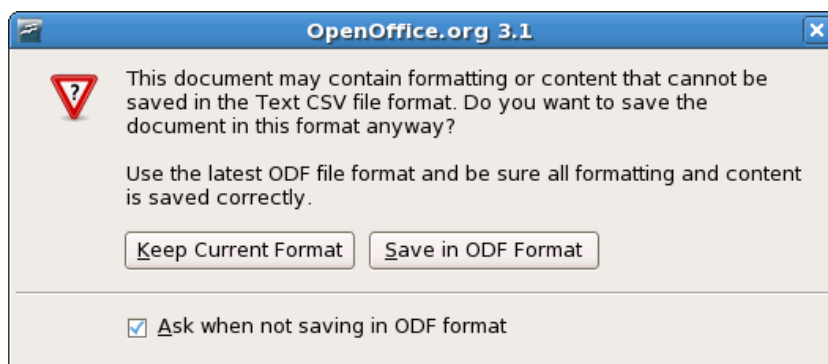 OpenOffice.org 3.1
?
This document may contain formatting or content that cannot be
saved in the Text CSV file format. Do you want to save the
document in this format anyway?
Use the latest ODF file format and be sure all formatting and content
is saved correctly.
Keep Current Format Save in ODF Format
Ask when not saving in ODF format